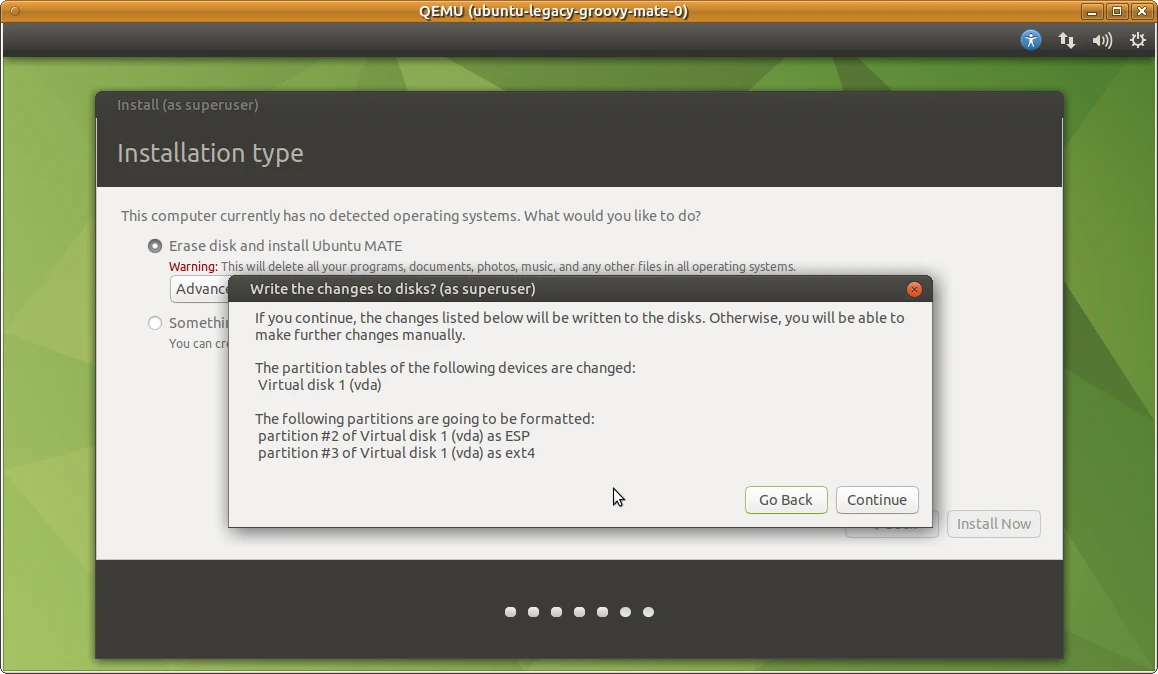 QEMU (ubuntu-legacy-groovy-mate-0)
Install (as superuser)
Installation type
This computer currently has no detected operating systems. What would you like to do?
Erase disk and install Ubuntu MATE
Warning: This will delete all your programs, documents, photos, music, and any other files in all operating systems.
Advance
Somethin
You can cre
Write the changes to disks? (as superuser)
If you continue, the changes listed below will be written to the disks. Otherwise, you will be able to
make further changes manually.
The partition tables of the following devices are changed:
Virtual disk 1 (vda)
The following partitions are going to be formatted:
partition #2 of Virtual disk 1 (vda) as ESP
partition #3 of Virtual disk 1 (vda) as ext4
Go Back
Continue
Install Now